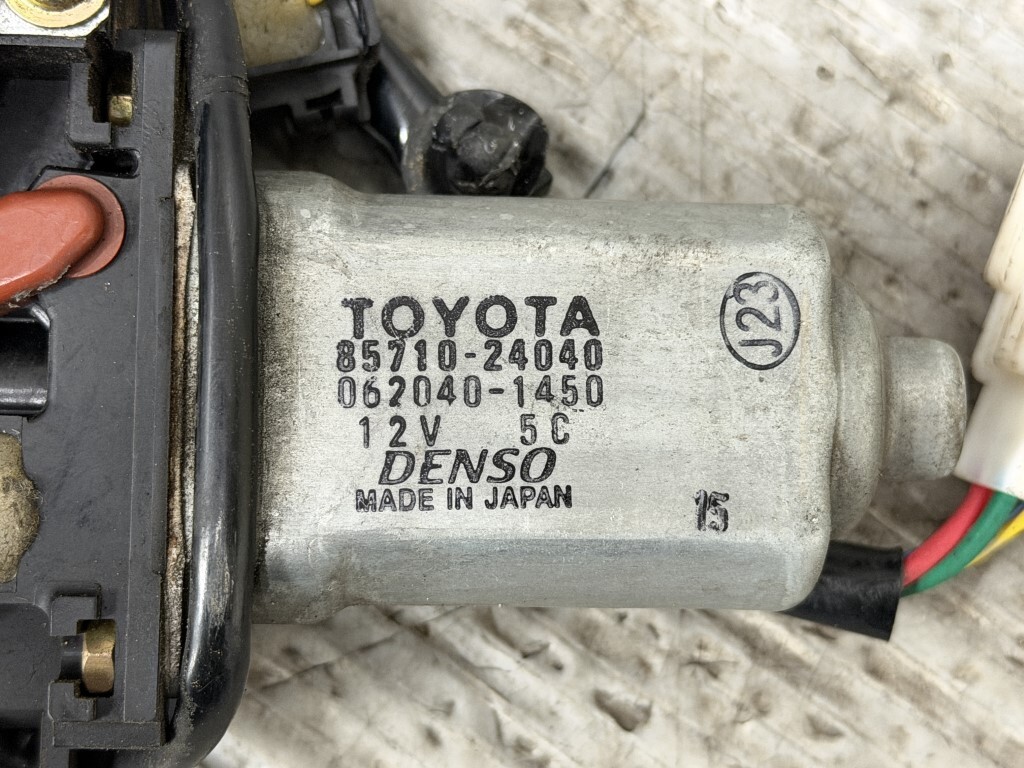 TOYOTA
85710-24040
062040-1450
12V 5C
DENSO
MADE IN JAPAN
J23
15